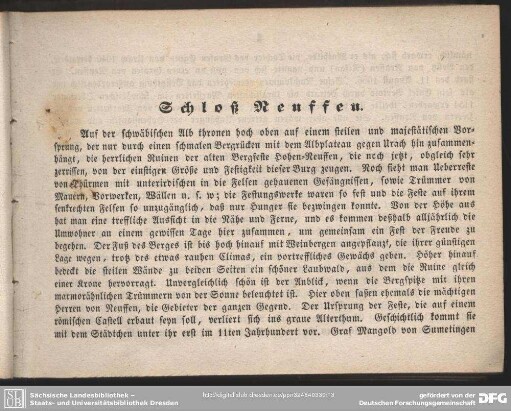 Schloß Neuffen.
Auf der schwäbischen Alb thronen hoch oben auf einem steilen und majestätischen Vor-
sprung, der nur durch einen schmalen Bergrücken mit dem Albplateau gegen Urach hin zusammen-
hängt, die herrlichen Ruinen der alten Bergfeste Hohen-Neuffen, die noch jetzt, obgleich sehr
zerrissen, von der einstigen Größe und Festigkeit dieser Burg zeugen. Noch sieht man Ueberreste
von Thürmen mit unterirdischen in die Felsen gehauenen Gefängnissen, sowie Trümmer von
Mauern, Vorwerken, Wällen u. s. w; die Festungswerke waren so fest und die Feste auf ihrem
senkrechten Felsen so unzugänglich, daß nur Hunger sie bezwingen konnte. Von der Höhe aus
hat man eine treffliche Aussicht in die Nähe und Ferne, und es kommen deßhalb alljährlich die
Umwohner an einem gewissen Tage hier zusammen, um gemeinsam ein Fest der Freude zu
begehen. Der Fuß des Berges ist bis hoch hinauf mit Weinbergen angepflanzt, die ihrer günstigen
Lage wegen, trotz des etwas rauhen Climas, ein vortreffliches Gewächs geben. Höher hinauf
bedeckt die steilen Wände zu beiden Seiten ein schöner Laubwald, aus dem die Ruine gleich
einer Krone hervorragt. Unvergleichlich schön ist der Anblick, wenn die Bergspitze mit ihren
marmorähnlichen Trümmern von der Sonne beleuchtet ist. Hier oben saßen ehemals die mächtigen
Herren von Neuffen, die Gebieter der ganzen Gegend. Der Ursprung der Feste, die auf einem
römischen Castell erbaut seyn soll, verliert sich ins graue Alterthum. Geschichtlich kommt sie
mit dem Städtchen unter ihr erst im 11ten Jahrhundert vor. Graf Mangold von Sumetingen
SLUB
Sächsische Landesbibliothek –
Staats- und Universitätsbibliothek Dresden
gefördert von der
Deutschen Forschungsgemeinschaft
DFG